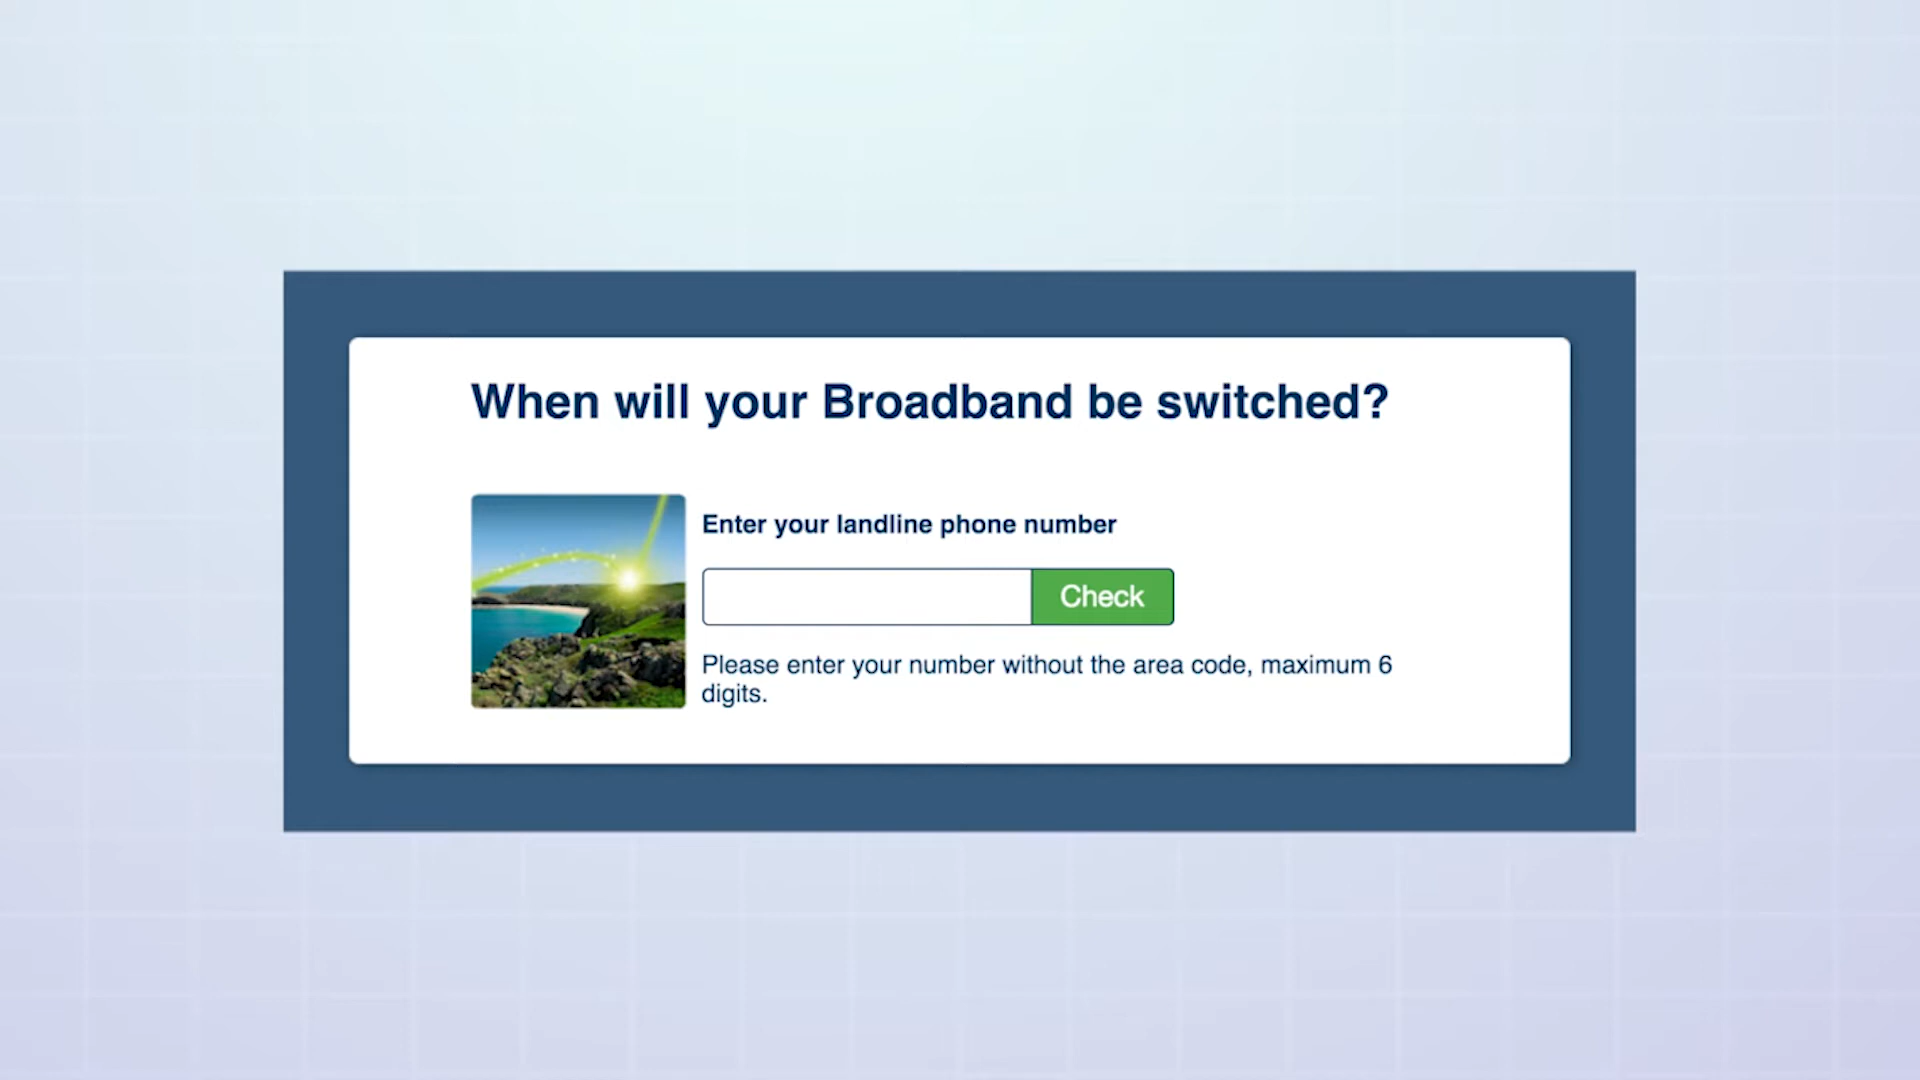 When will your Broadband be switched?
Enter your landline phone number
Check
Please enter your number without the area code, maximum 6
digits.